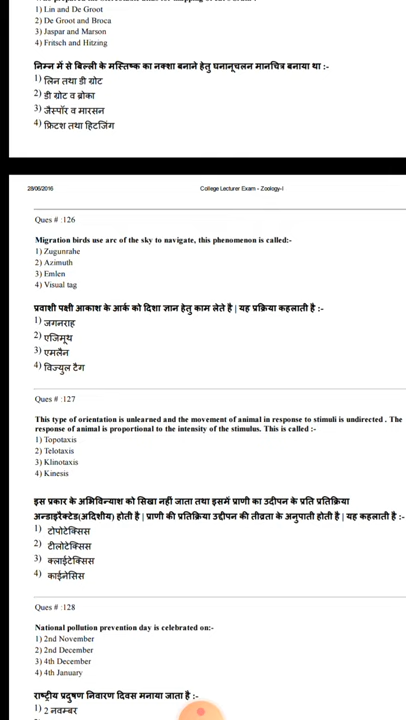 1) Lin and De Groot
2) De Groot and Broca
3) Jaspar and Marson
4) Fritsch and Hitzing
निम्न में से बिल्ली के मस्तिष्क का नक्शा बनाने हेतु घनानूचलन मानचित्र बनाया था :-
1) लिन तथा डी ग्रोट
2) डी ग्रोट व ब्रोका
3) जैस्पॉर व मारसन
4) फ्रिटश तथा हिटजिंग
28/06/2016 College Lecturer Exam - Zoology-I
Ques # :126
Migration birds use arc of the sky to navigate, this phenomenon is called:-
1) Zugunrahe
2) Azimuth
3) Emlen
4) Visual tag
प्रवाशी पक्षी आकाश के आर्क को दिशा ज्ञान हेतु काम लेते है | यह प्रक्रिया कहलाती है :-
1) जगनराह
2) एजिमूथ
3) एमलैन
4) विज्युल टैग
Ques # :127
This type of orientation is unlearned and the movement of animal in response to stimuli is undirected . The
response of animal is proportional to the intensity of the stimulus. This is called :-
1) Topotaxis
2) Telotaxis
3) Klinotaxis
4) Kinesis
इस प्रकार के अभिविन्याश को सिखा नहीं जाता तथा इसमें प्राणी का उदीपन के प्रति प्रतिक्रिया
अन्डाइरैक्टेड(अदिशीय) होती है | प्राणी की प्रतिक्रिया उद्दीपन की तीव्रता के अनुपाती होती है | यह कहलाती है :-
1) टोपोटेक्सिस
2) टीलोटेक्सिस
3) क्लाईटेक्सिस
4) काईनेसिस
Ques # :128
National pollution prevention day is celebrated on:-
1) 2nd November
2) 2nd December
3) 4th December
4) 4th January
राष्ट्रीय प्रदुषण निवारण दिवस मनाया जाता है :-
1) 2 नवम्बर